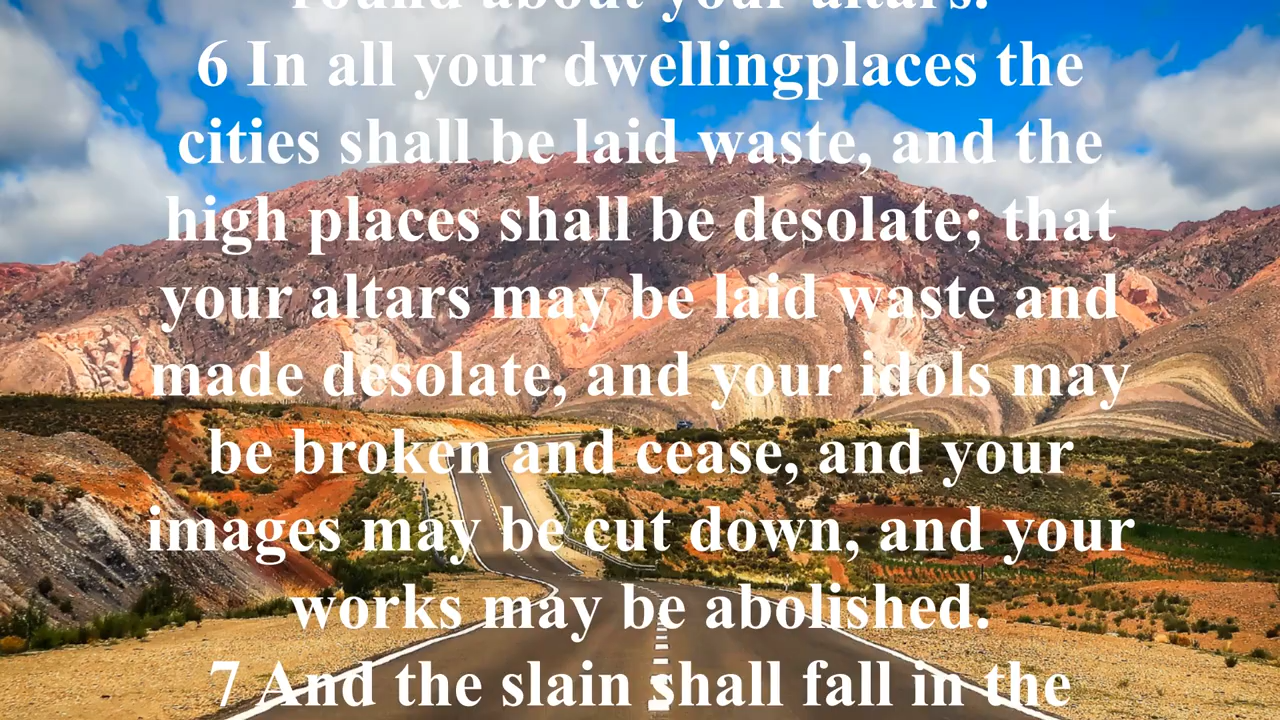 round about your altars.
6 In all your dwellingplaces the
cities shall be laid waste, and the
high places shall be desolate; that
your altars may be laid waste and
made desolate, and your idols may
be broken and cease, and your
images may be cut down, and your
works may be abolished.
7 And the slain shall fall in the